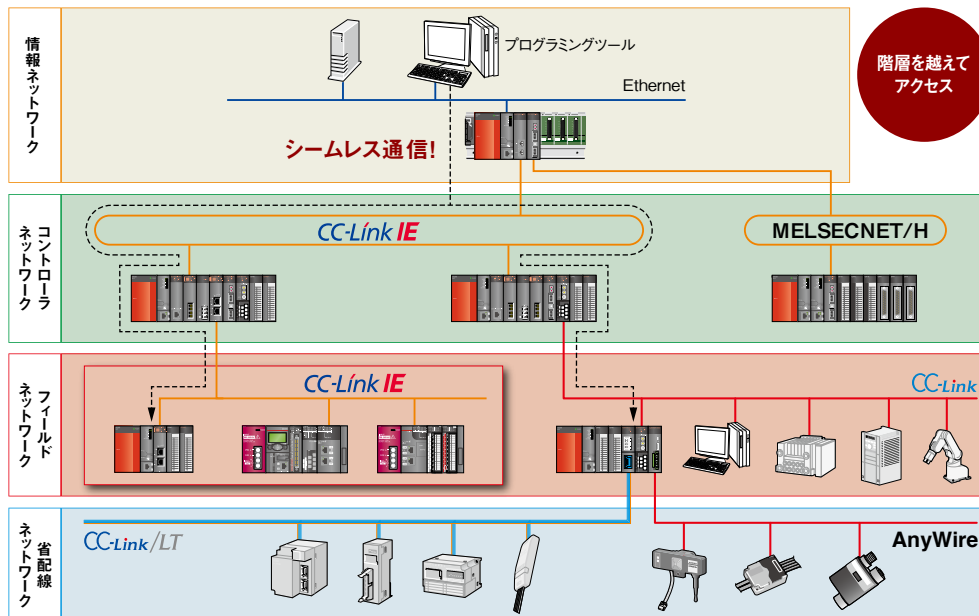 情報ネットワーク
プログラミングツール
Ethernet
シームレス通信!
階層を越えて
アクセス
コントローラ
ネットワーク
CC-Link IE
MELSECNET/H
フィールド
ネットワーク
CC-Link IE
CC-Link
省配線
ネットワーク
CC-Link/LT
AnyWire